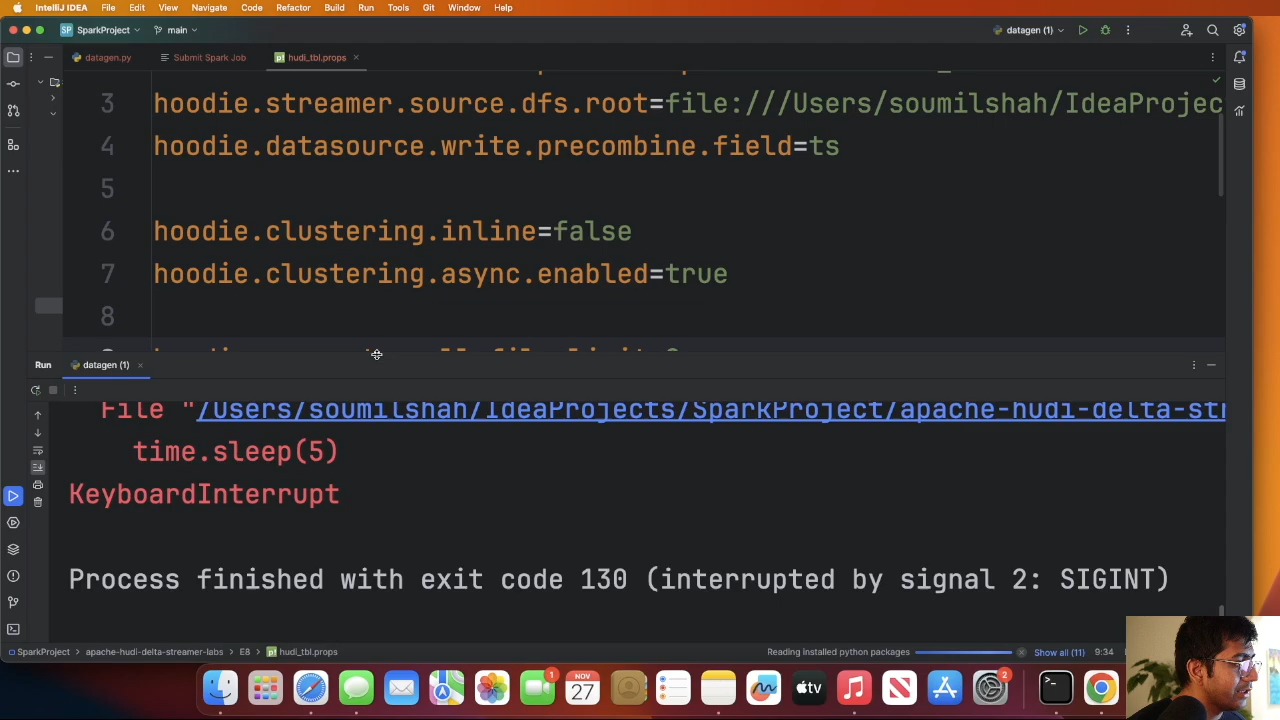 IntelliJ IDEA File Edit View Navigate Code Refactor Build Run Tools Git Window Help
SP SparkProject main datagen (1)
datagen.py Submit Spark Job hudi_tbl.props
3 hoodie.streamer.source.dfs.root=file:///Users/soumilshah/IdeaProjec
4 hoodie.datasource.write.precombine.field=ts
5
6 hoodie.clustering.inline=false
7 hoodie.clustering.async.enabled=true
8
Run datagen (1)
File "/Users/soumilshah/IdeaProjects/SparkProject/apache-hudi-delta-str
time.sleep(5)
KeyboardInterrupt
Process finished with exit code 130 (interrupted by signal 2: SIGINT)
SparkProject apache-hudi-delta-streamer-labs E8 hudi_tbl.props Reading installed python packages Show all (11) 9:34
1
NOV
27
tv
2